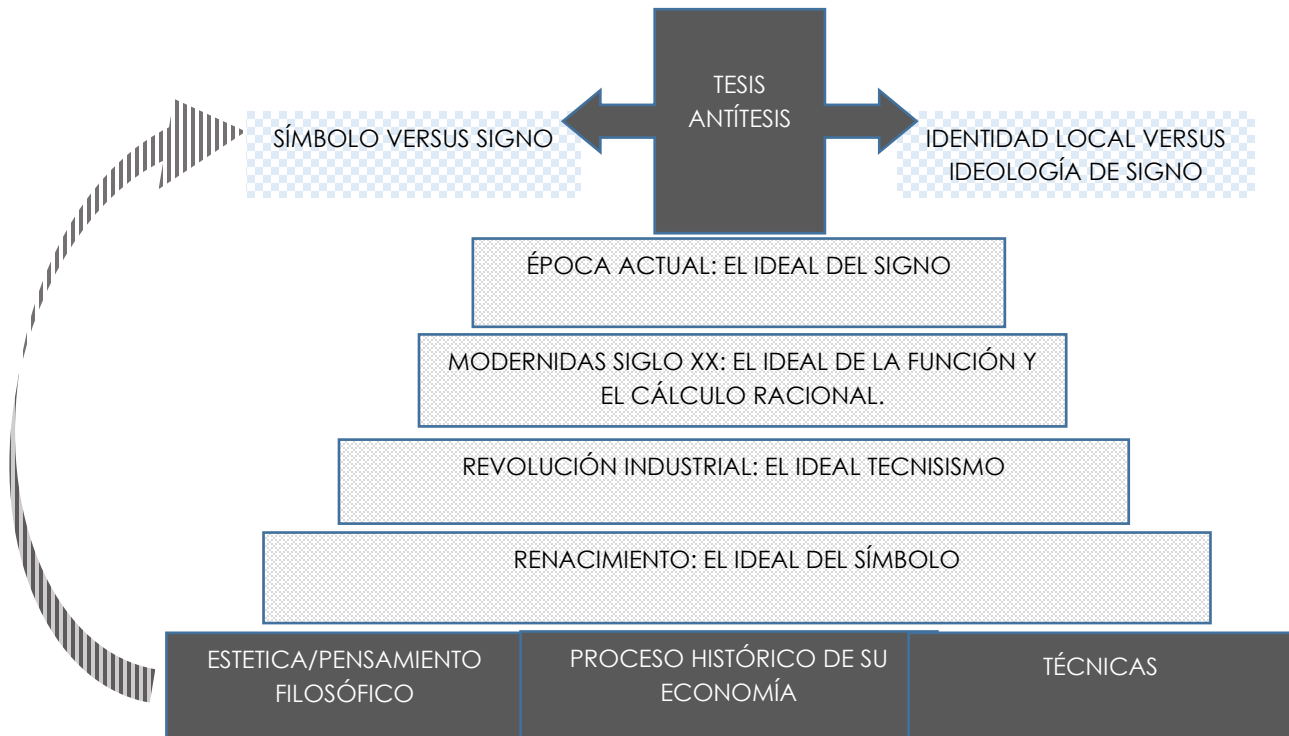 TESIS
ANTÍTESIS
SÍMBOLO VERSUS SIGNO
IDENTIDAD LOCAL VERSUS
IDEOLOGÍA DE SIGNO
ÉPOCA ACTUAL: EL IDEAL DEL SIGNO
MODERNIDAS SIGLO XX: EL IDEAL DE LA FUNCIÓN Y
EL CÁLCULO RACIONAL.
REVOLUCIÓN INDUSTRIAL: EL IDEAL TECNISISMO
RENACIMIENTO: EL IDEAL DEL SÍMBOLO
ESTETICA/PENSAMIENTO
FILOSÓFICO
PROCESO HISTÓRICO DE SU
ECONOMÍA
TÉCNICAS